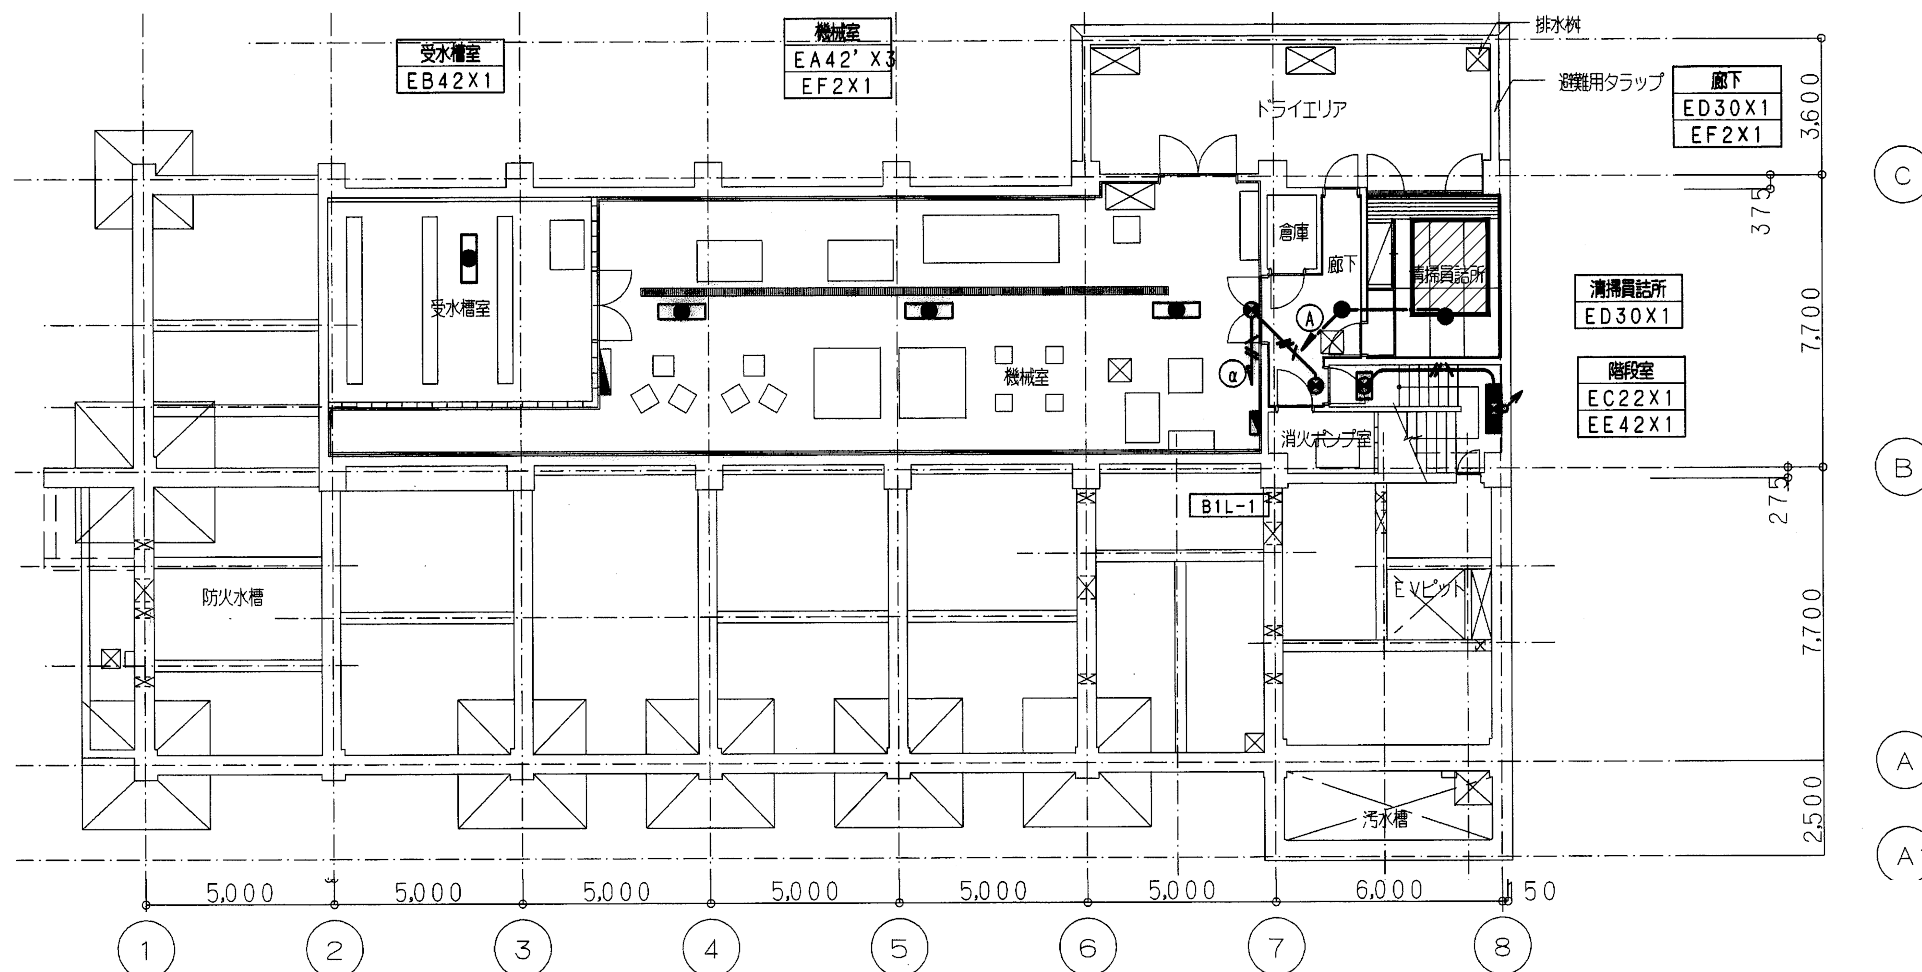 排水桝
機械室
EA42' X3
EF2X1
受水槽室
EB42X1
避難用タラップ
廊下
ED30X1
EF2X1
ドライエリア
3,600
C
375
倉庫
廊下
清掃員詰所
清掃員詰所
ED30X1
受水槽室
A
7,700
α
機械室
階段室
EC22X1
EE42X1
消火ポンプ室
B
275
B1L-1
防火水槽
EVピット
7,700
A
2,500
汚水槽
A
5,000
5,000
5,000
5,000
5,000
5,000
6,000
150
1
2
3
4
5
6
7
8